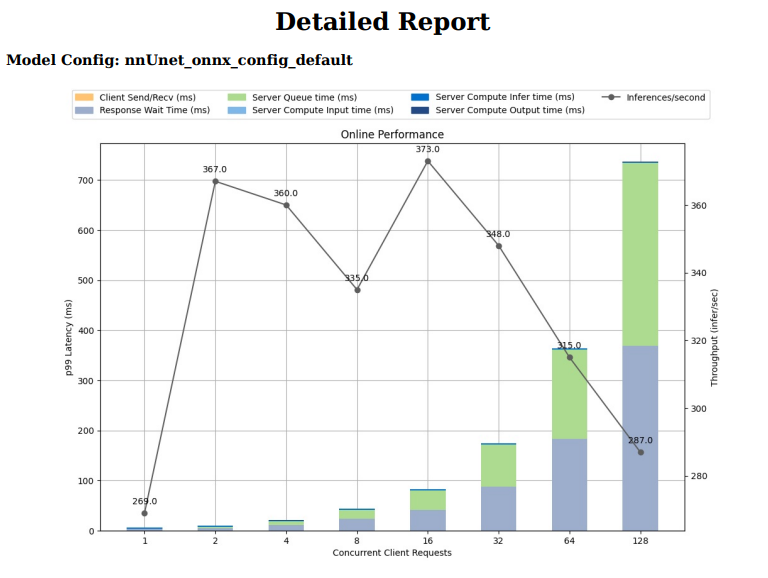 Detailed Report
Model Config: nnUnet_onnx_config_default
Client Send/Recv (ms) Server Queue time (ms) Server Compute Infer time (ms) Inferences/second
Response Wait Time (ms) Server Compute Input time (ms) Server Compute Output time (ms)
Online Performance
373.0
367.0
360.0
348.0
335.0
315.0
287.0
269.0
p99 Latency (ms)
700
600
500
400
300
200
100
0
360
340
320
300
280
Throughput (infer/sec)
1 2 4 8 16 32 64 128
Concurrent Client Requests